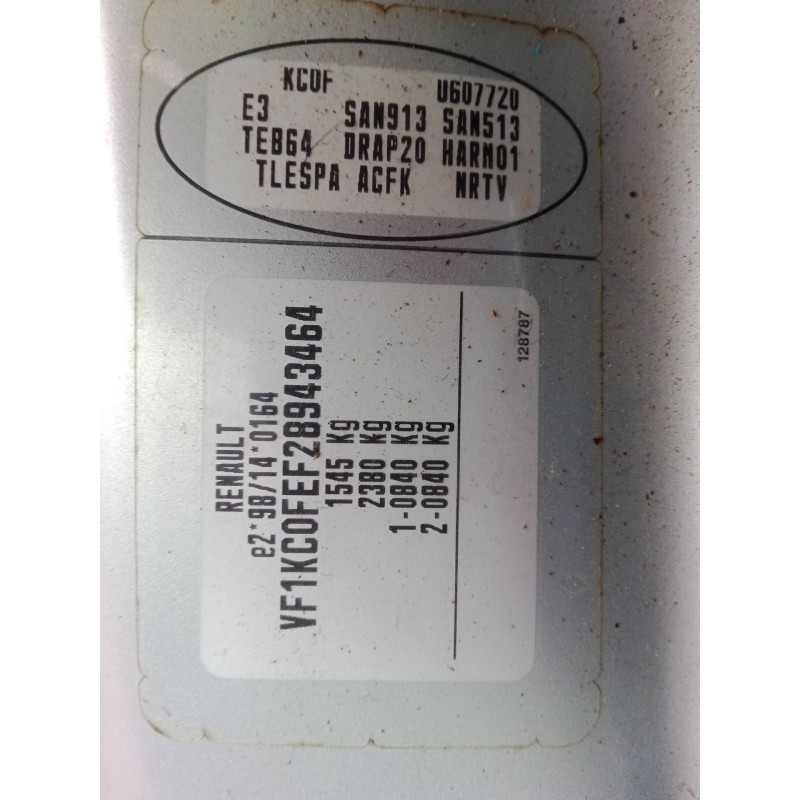 KC0F U607720
E3 SAN913 SAN513
TEB64 DRAP20 HARM01
TLESPA ACFK NRTV
RENAULT
e2*98/14*0164
VF1KC0FEF28943464
1545 Kg
2380 Kg
1-0840 Kg
2-0840 Kg
128787